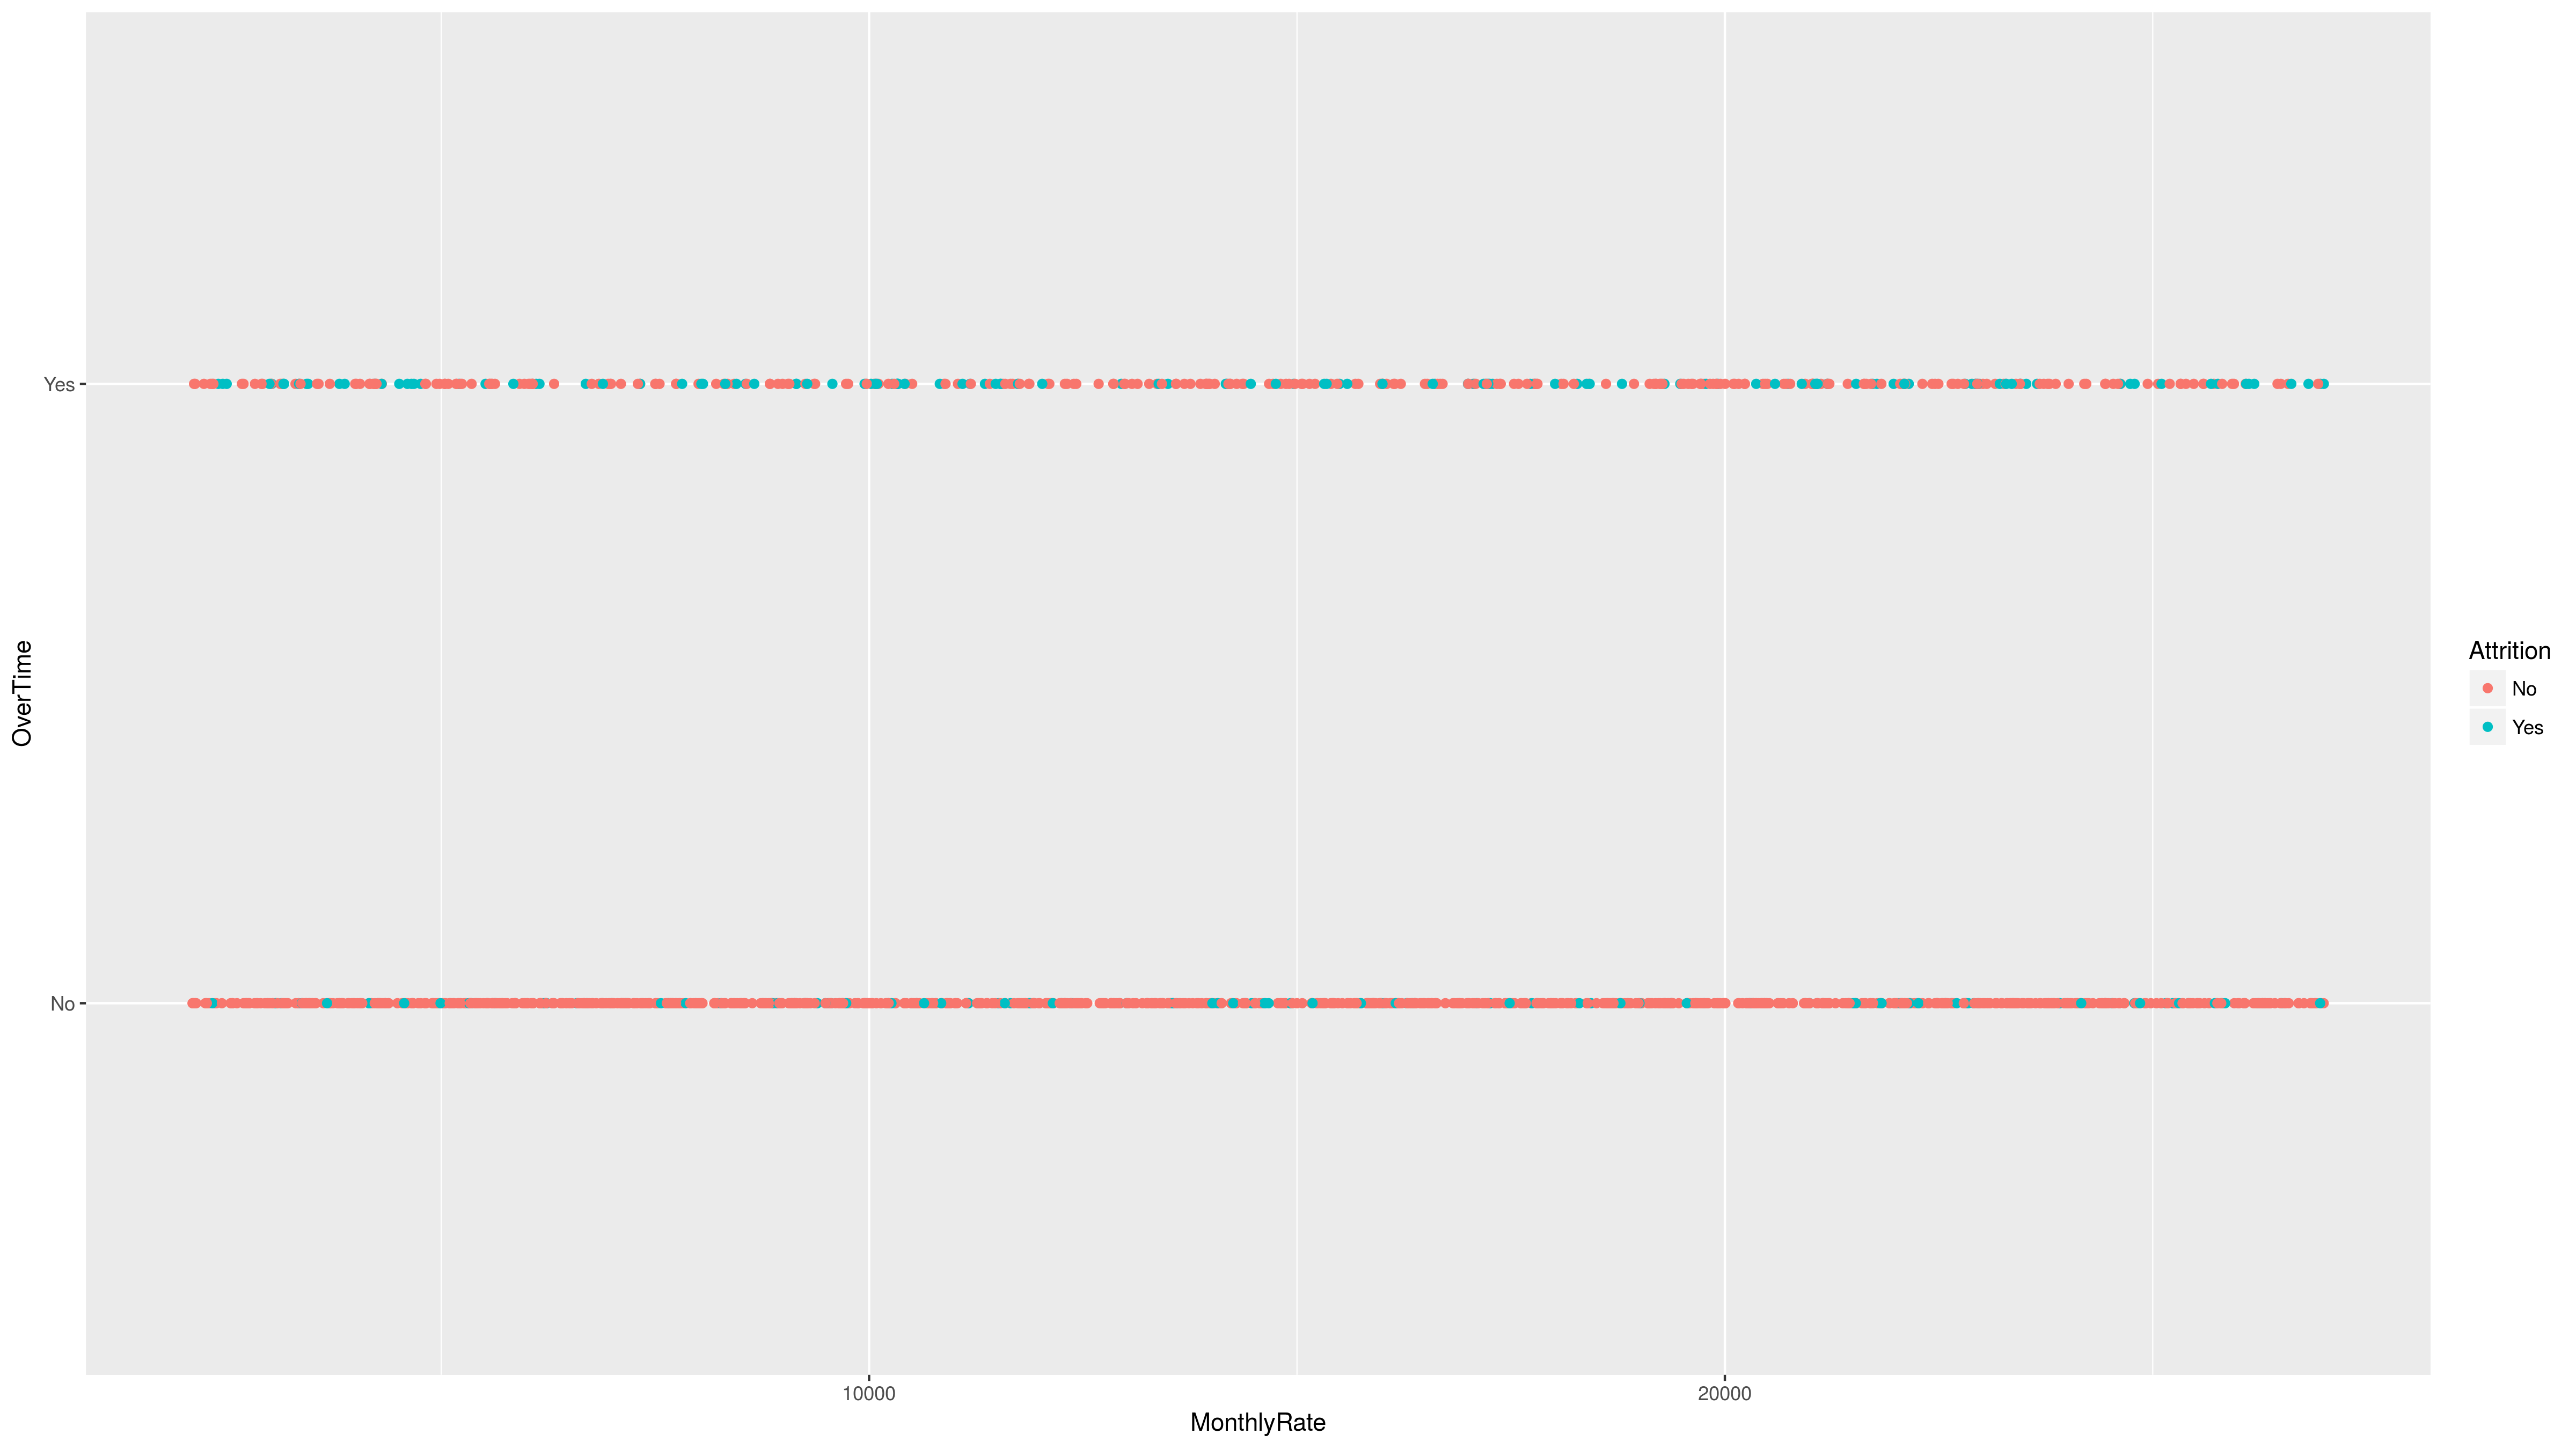 Yes
No
OverTime
10000
20000
MonthlyRate
Attrition
No
Yes